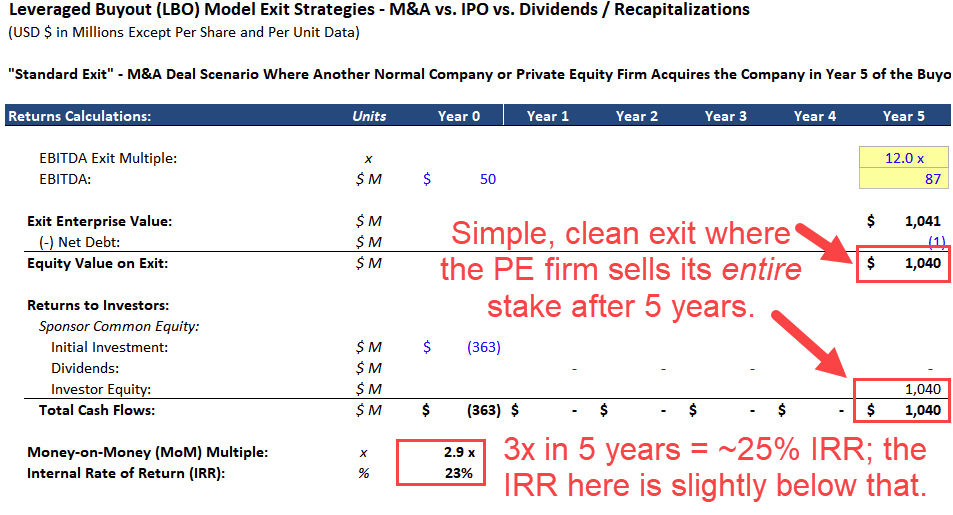 Leveraged Buyout (LBO) Model Exit Strategies - M&A vs. IPO vs. Dividends / Recapitalizations
(USD $ in Millions Except Per Share and Per Unit Data)
"Standard Exit" - M&A Deal Scenario Where Another Normal Company or Private Equity Firm Acquires the Company in Year 5 of the Buyo
Returns Calculations: Units Year 0 Year 1 Year 2 Year 3 Year 4 Year 5
EBITDA Exit Multiple: x 12.0 x
EBITDA: $ M $ 50 87
Exit Enterprise Value: $ M $ 1,041
(-) Net Debt: $ M (1)
Equity Value on Exit: $ M $ 1,040
Simple, clean exit where
the PE firm sells its entire
stake after 5 years.
Returns to Investors:
Sponsor Common Equity:
Initial Investment: $ M $ (363)
Dividends: $ M - - - - -
Investor Equity: $ M 1,040
Total Cash Flows: $ M $ (363) $ - $ - $ - $ - $ 1,040
Money-on-Money (MoM) Multiple: x 2.9 x
Internal Rate of Return (IRR): % 23%
3x in 5 years = ~25% IRR; the
IRR here is slightly below that.